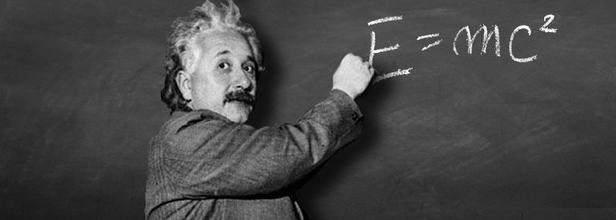 E = mc²